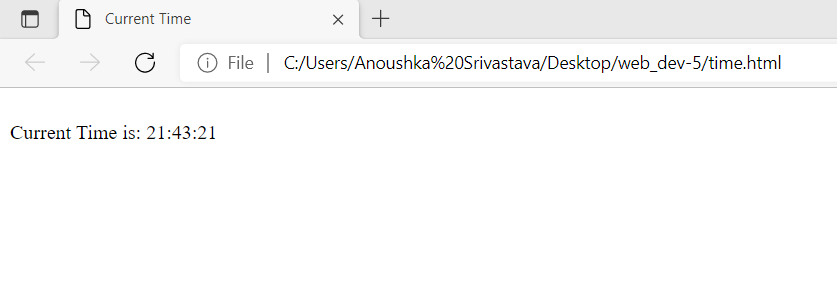 Current Time
File | C:/Users/Anoushka%20Srivastava/Desktop/web_dev-5/time.html
Current Time is: 21:43:21